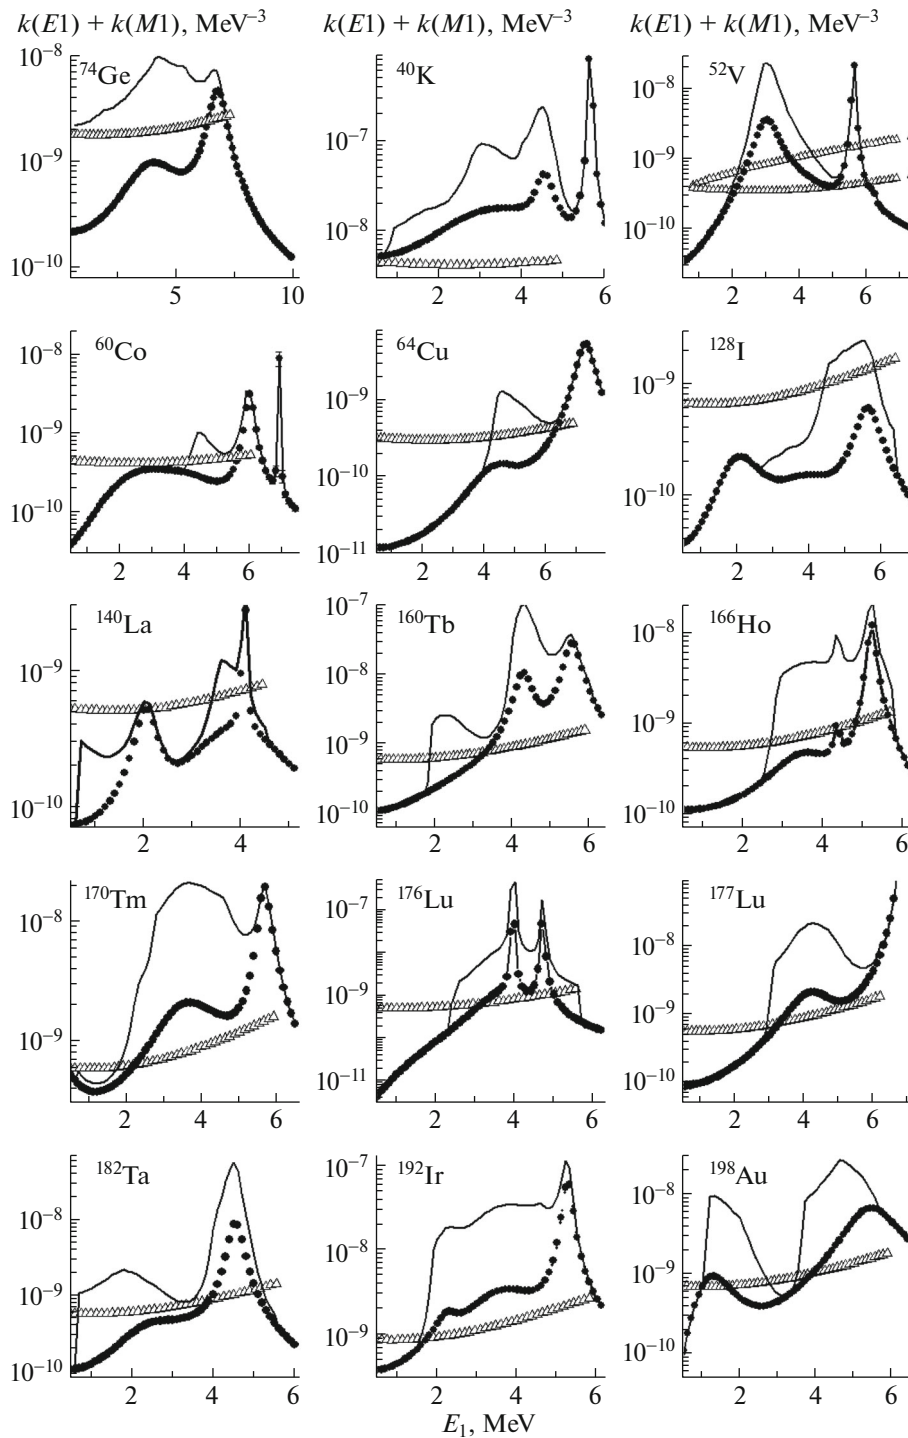 k(E1) + k(M1), MeV⁻³ k(E1) + k(M1), MeV⁻³ k(E1) + k(M1), MeV⁻³
10⁻⁸ ⁷⁴Ge 10⁻⁹ 10⁻¹⁰ 5 10
⁴⁰K 10⁻⁷ 10⁻⁸ 2 4 6
⁵²V 10⁻⁸ 10⁻⁹ 10⁻¹⁰ 2 4 6
10⁻⁸ ⁶⁰Co 10⁻⁹ 10⁻¹⁰ 2 4 6
⁶⁴Cu 10⁻⁹ 10⁻¹⁰ 10⁻¹¹ 2 4 6
¹²⁸I 10⁻⁹ 10⁻¹⁰ 2 4 6
¹⁴⁰La 10⁻⁹ 10⁻¹⁰ 2 4
10⁻⁷ ¹⁶⁰Tb 10⁻⁸ 10⁻⁹ 10⁻¹⁰ 2 4 6
10⁻⁸ ¹⁶⁶Ho 10⁻⁹ 10⁻¹⁰ 2 4 6
¹⁷⁰Tm 10⁻⁸ 10⁻⁹ 2 4 6
10⁻⁷ ¹⁷⁶Lu 10⁻⁹ 10⁻¹¹ 2 4 6
¹⁷⁷Lu 10⁻⁸ 10⁻⁹ 10⁻¹⁰ 2 4 6
¹⁸²Ta 10⁻⁸ 10⁻⁹ 10⁻¹⁰ 2 4 6
10⁻⁷ ¹⁹²Ir 10⁻⁸ 10⁻⁹ 2 4 6
¹⁹⁸Au 10⁻⁸ 10⁻⁹ 10⁻¹⁰ 2 4 6
E₁, MeV